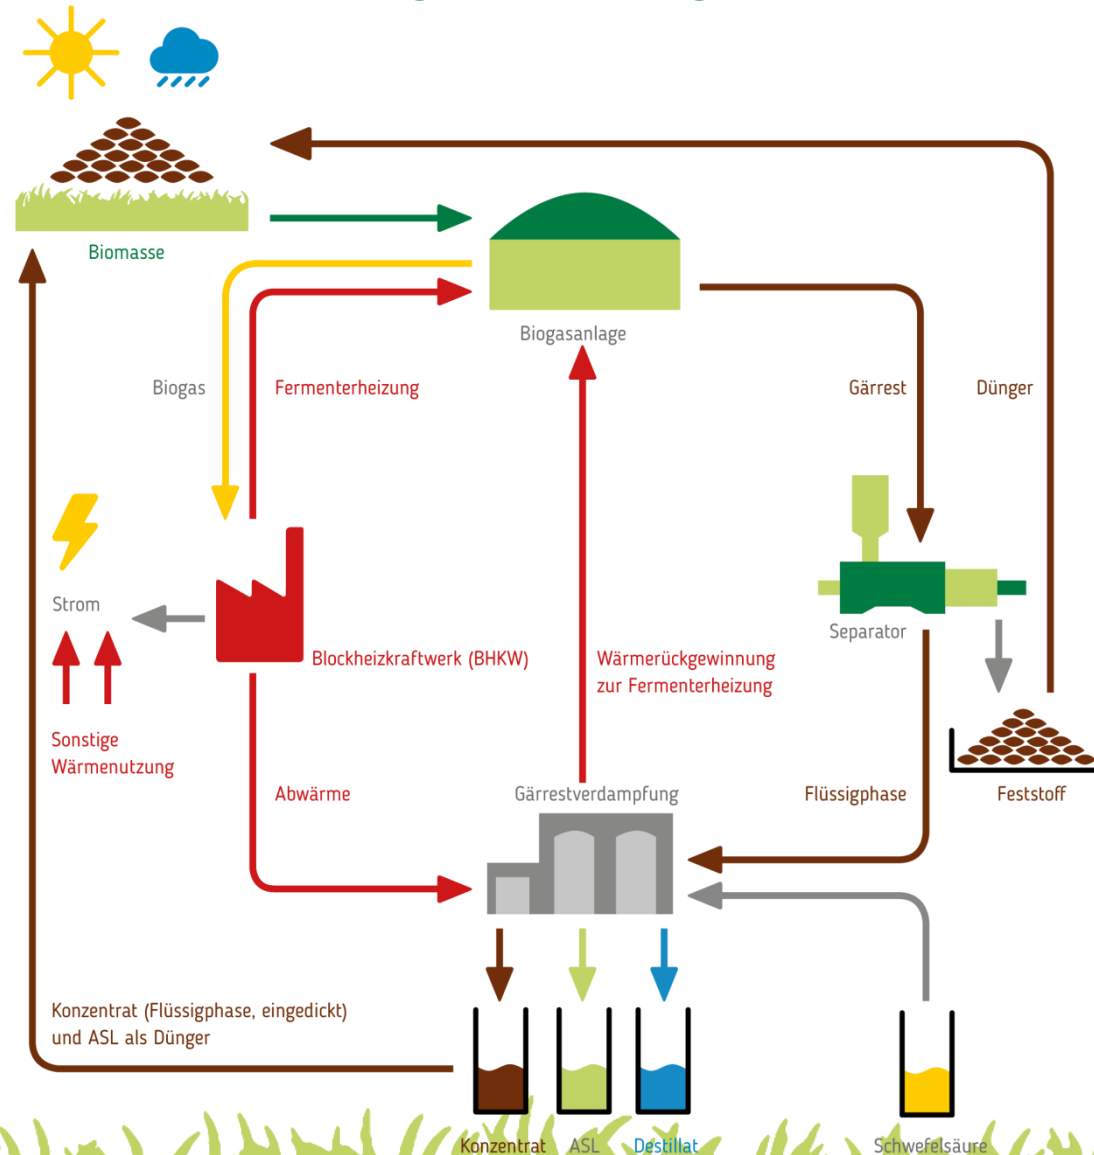 Biomasse
Biogasanlage
Biogas
Fermenterheizung
Gärrest
Dünger
Strom
Separator
Blockheizkraftwerk (BHKW)
Wärmerückgewinnung
zur Fermenterheizung
Sonstige
Wärmenutzung
Abwärme
Gärrestverdampfung
Flüssigphase
Feststoff
Konzentrat (Flüssigphase, eingedickt)
und ASL als Dünger
Konzentrat
ASL
Destillat
Schwefelsäure